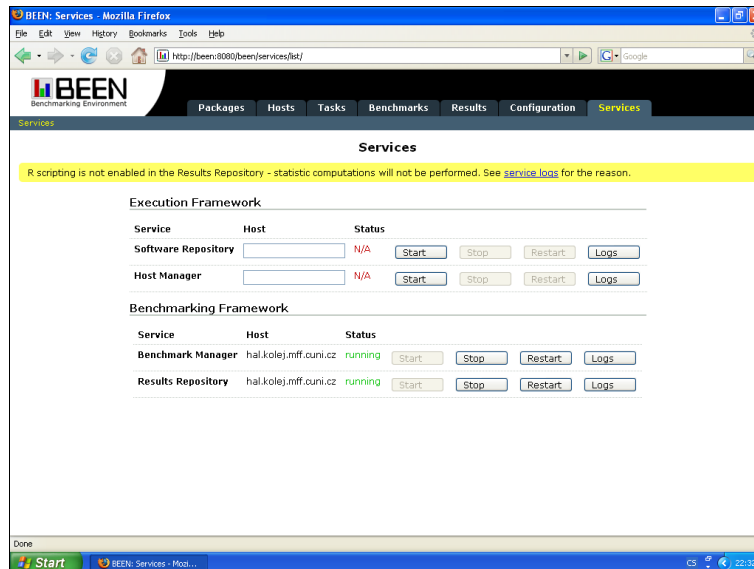 BEEN: Services - Mozilla Firefox
File Edit View History Bookmarks Tools Help
http://been:8080/been/services/list/
G Google
BEEN
Benchmarking Environment
Packages Hosts Tasks Benchmarks Results Configuration Services
Services
Services
R scripting is not enabled in the Results Repository - statistic computations will not be performed. See service logs for the reason.
Execution Framework
Service Host Status
Software Repository N/A Start Stop Restart Logs
Host Manager N/A Start Stop Restart Logs
Benchmarking Framework
Service Host Status
Benchmark Manager hal.kolej.mff.cuni.cz running Start Stop Restart Logs
Results Repository hal.kolej.mff.cuni.cz running Start Stop Restart Logs
Done
Start BEEN: Services - Mozi... CS